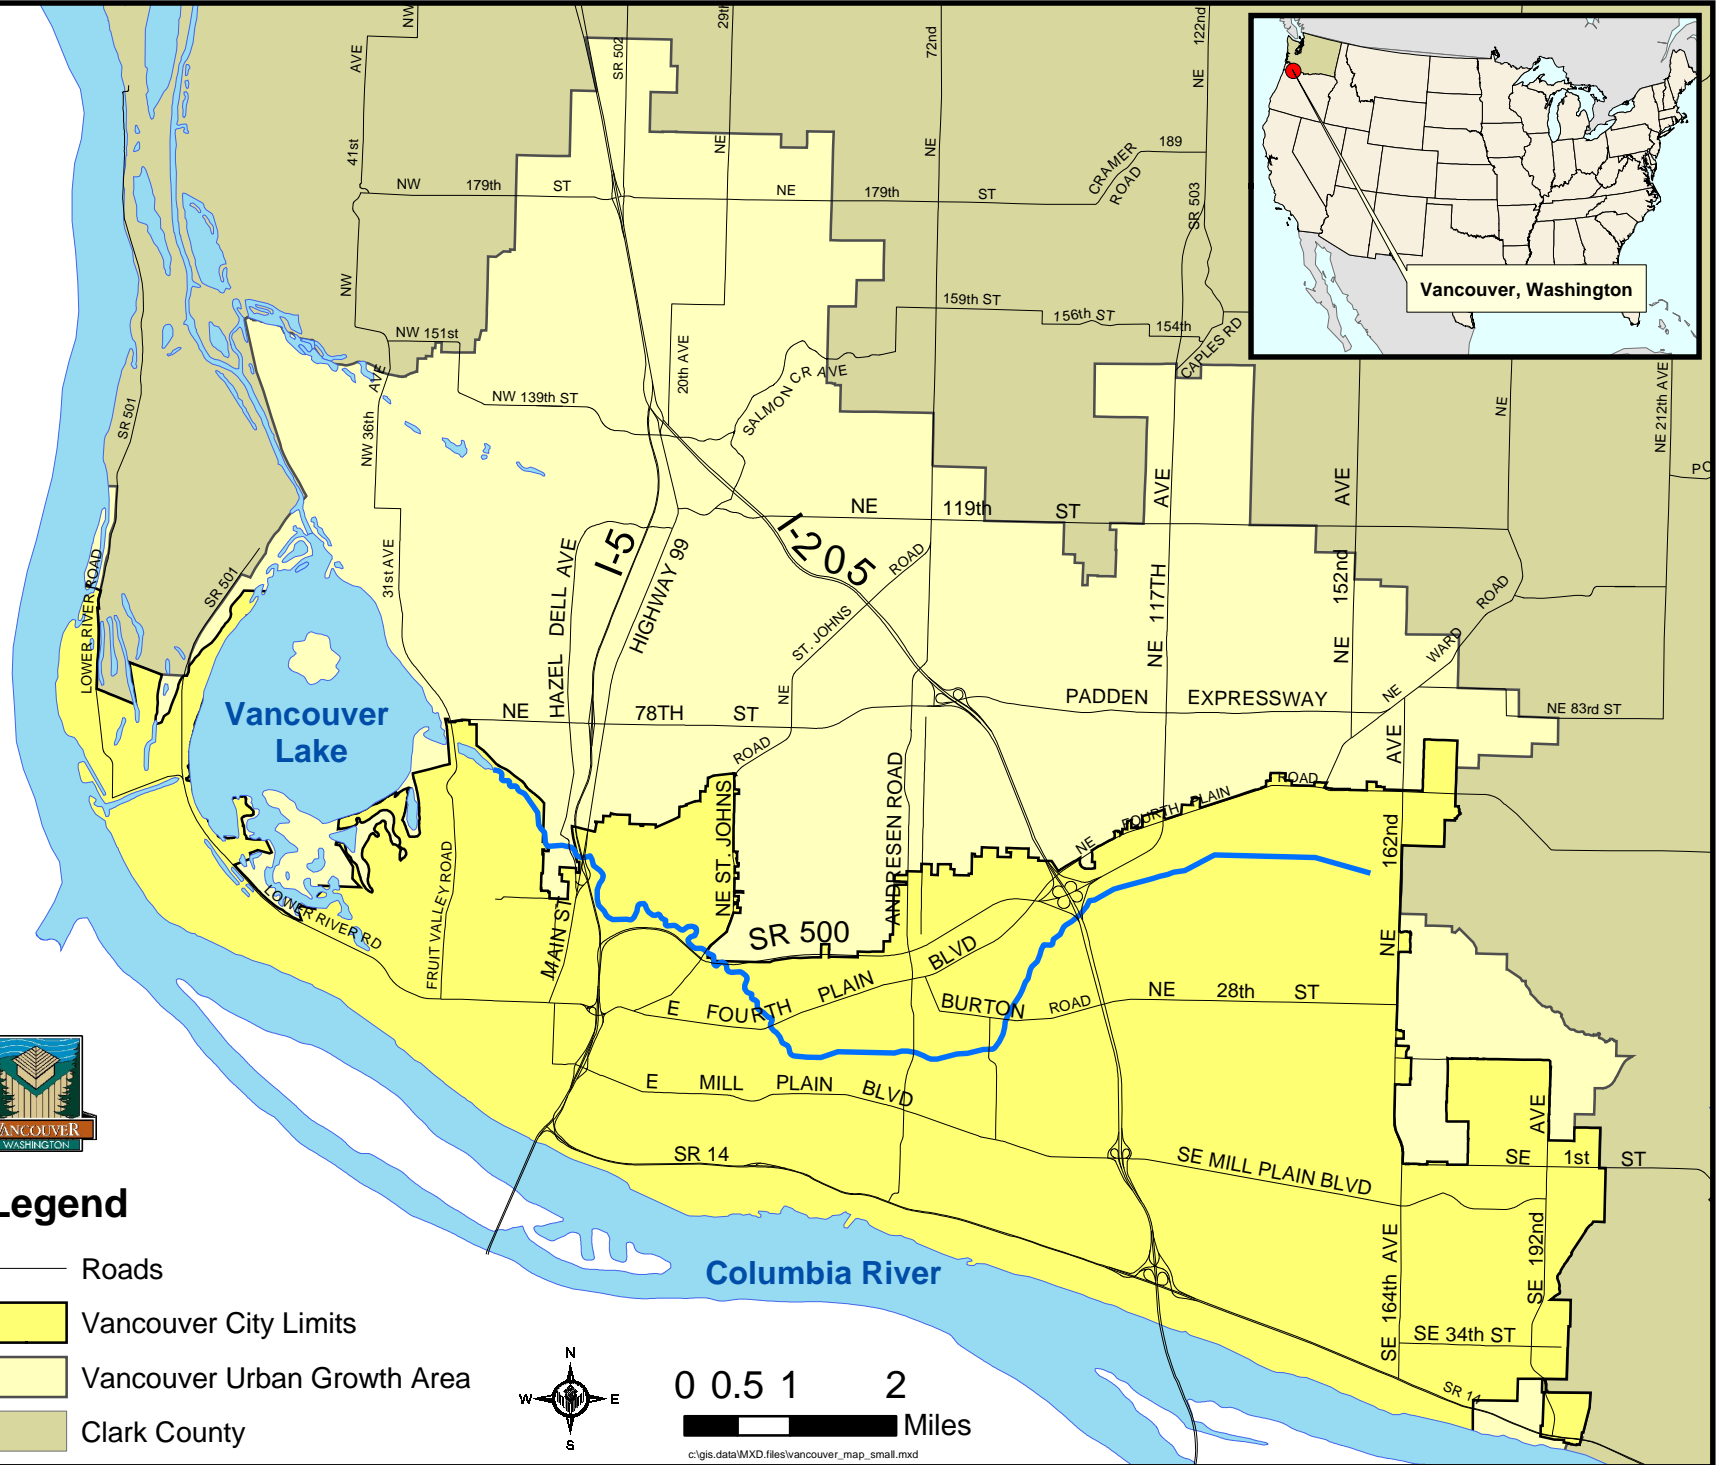 NW
AVE
41st
NW
SR 502
29th
NE
72nd
NE
122nd
NE
SR 503
CRAMER
ROAD
189
NW 179th ST
NE 179th ST
Vancouver, Washington
159th ST
156th ST
154th
CAPLES RD
NW 151st
AVE
NW 36th
20th AVE
SALMON CR AVE
NW 139th ST
SR 501
SR 501
LOWER RIVER ROAD
31st AVE
HAZEL DELL AVE
I-5
HIGHWAY 99
I-205
NE 119th ST
ST. JOHNS ROAD
NE
ROAD
NE 117TH AVE
NE 152nd AVE
NE
NE 212th AVE
NE WARD ROAD
PADDEN EXPRESSWAY
NE 83rd ST
NE 78TH ST
Vancouver
Lake
NE ST. JOHNS
ANDRESEN ROAD
NE FOURTH PLAIN ROAD
NE 162nd AVE
FRUIT VALLEY ROAD
LOWER RIVER RD
MAIN ST
SR 500
E FOURTH PLAIN BLVD
BURTON ROAD
NE 28th ST
E MILL PLAIN BLVD
SE MILL PLAIN BLVD
SR 14
SE 1st ST
AVE
SE 192nd
SE 164th AVE
SE 34th ST
SR 14
Columbia River
VANCOUVER
WASHINGTON
Legend
Roads
Vancouver City Limits
Vancouver Urban Growth Area
Clark County
N
W E
S
0 0.5 1 2
Miles
c:\gis.data\MXD.files\vancouver_map_small.mxd